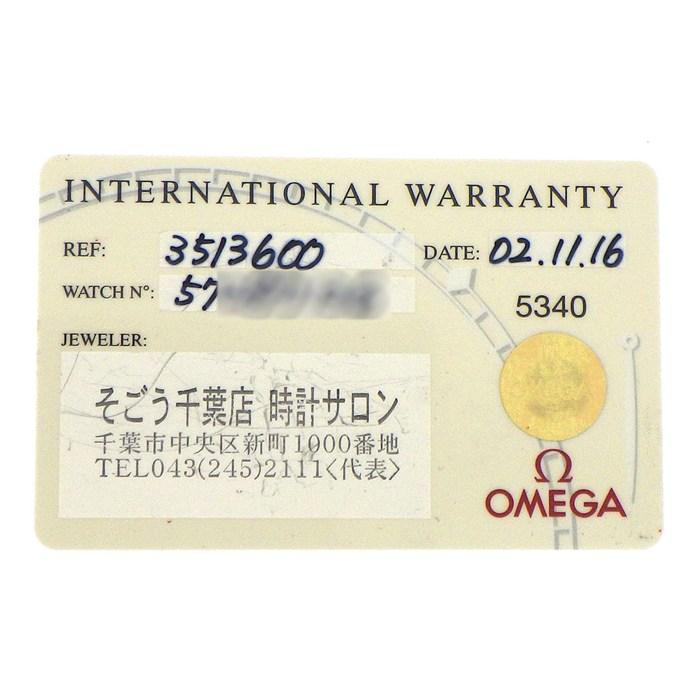 INTERNATIONAL WARRANTY
REF: 3513600 DATE: 02.11.16
WATCH Nº: 57
5340
JEWELER:
そごう千葉店 時計サロン
千葉市中央区新町1000番地
TEL043(245)2111<代表>
Ω
OMEGA